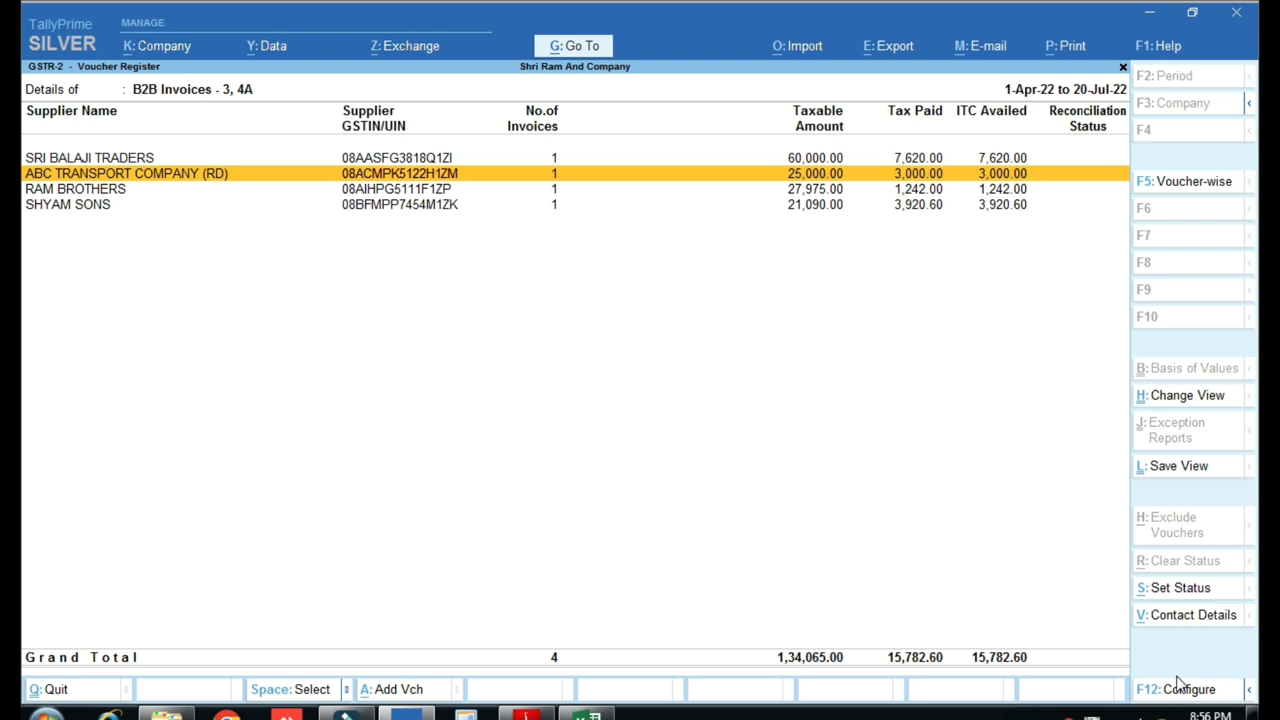 TallyPrime
MANAGE
SILVER
K: Company
Y: Data
Z: Exchange
G: Go To
O: Import
E: Export
M: E-mail
P: Print
F1: Help
GSTR-2 - Voucher Register
Shri Ram And Company
Details of : B2B Invoices - 3, 4A
1-Apr-22 to 20-Jul-22
Supplier Name Supplier No.of Taxable Tax Paid ITC Availed Reconciliation
GSTIN/UIN Invoices Amount Status
SRI BALAJI TRADERS 08AASFG3818Q1ZI 1 60,000.00 7,620.00 7,620.00
ABC TRANSPORT COMPANY (RD) 08ACMPK5122H1ZM 1 25,000.00 3,000.00 3,000.00
RAM BROTHERS 08AIHPG5111F1ZP 1 27,975.00 1,242.00 1,242.00
SHYAM SONS 08BFMPP7454M1ZK 1 21,090.00 3,920.60 3,920.60
Grand Total 4 1,34,065.00 15,782.60 15,782.60
F2: Period
F3: Company
F4
F5: Voucher-wise
F6
F7
F8
F9
F10
B: Basis of Values
H: Change View
J: Exception
Reports
L: Save View
H: Exclude
Vouchers
R: Clear Status
S: Set Status
V: Contact Details
Q: Quit
Space: Select
A: Add Vch
F12: Configure
8:56 PM